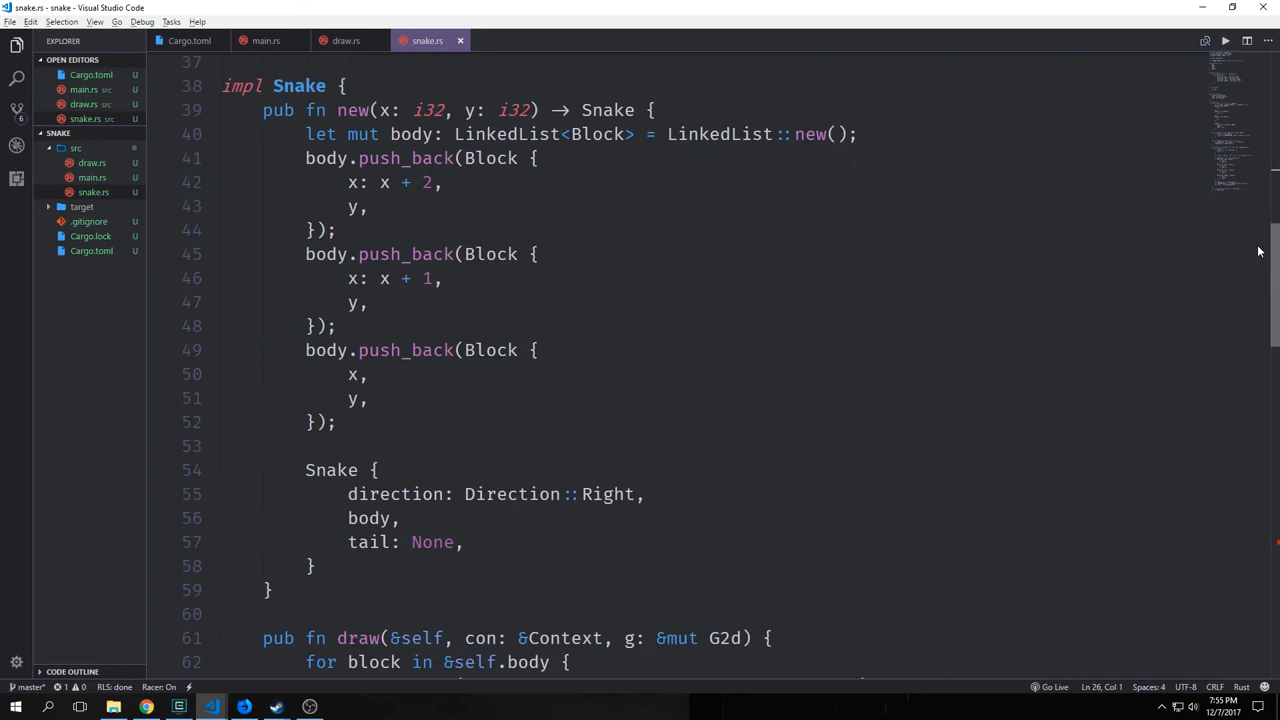 snake.rs - snake - Visual Studio Code
File Edit Selection View Go Debug Tasks Help
EXPLORER
Cargo.toml main.rs draw.rs snake.rs
OPEN EDITORS
Cargo.toml U
main.rs src U
draw.rs src U
snake.rs src U
SNAKE
src
draw.rs U
main.rs U
snake.rs U
target
.gitignore U
Cargo.lock U
Cargo.toml U
CODE OUTLINE
6
37
38 impl Snake {
39 pub fn new(x: i32, y: i32) -> Snake {
40 let mut body: LinkedList<Block> = LinkedList::new();
41 body.push_back(Block {
42 x: x + 2,
43 y,
44 });
45 body.push_back(Block {
46 x: x + 1,
47 y,
48 });
49 body.push_back(Block {
50 x,
51 y,
52 });
53
54 Snake {
55 direction: Direction::Right,
56 body,
57 tail: None,
58 }
59 }
60
61 pub fn draw(&self, con: &Context, g: &mut G2d) {
62 for block in &self.body {
master* 1 0 RLS: done Racer: On Go Live Ln 26, Col 1 Spaces: 4 UTF-8 CRLF Rust
7:55 PM
12/7/2017